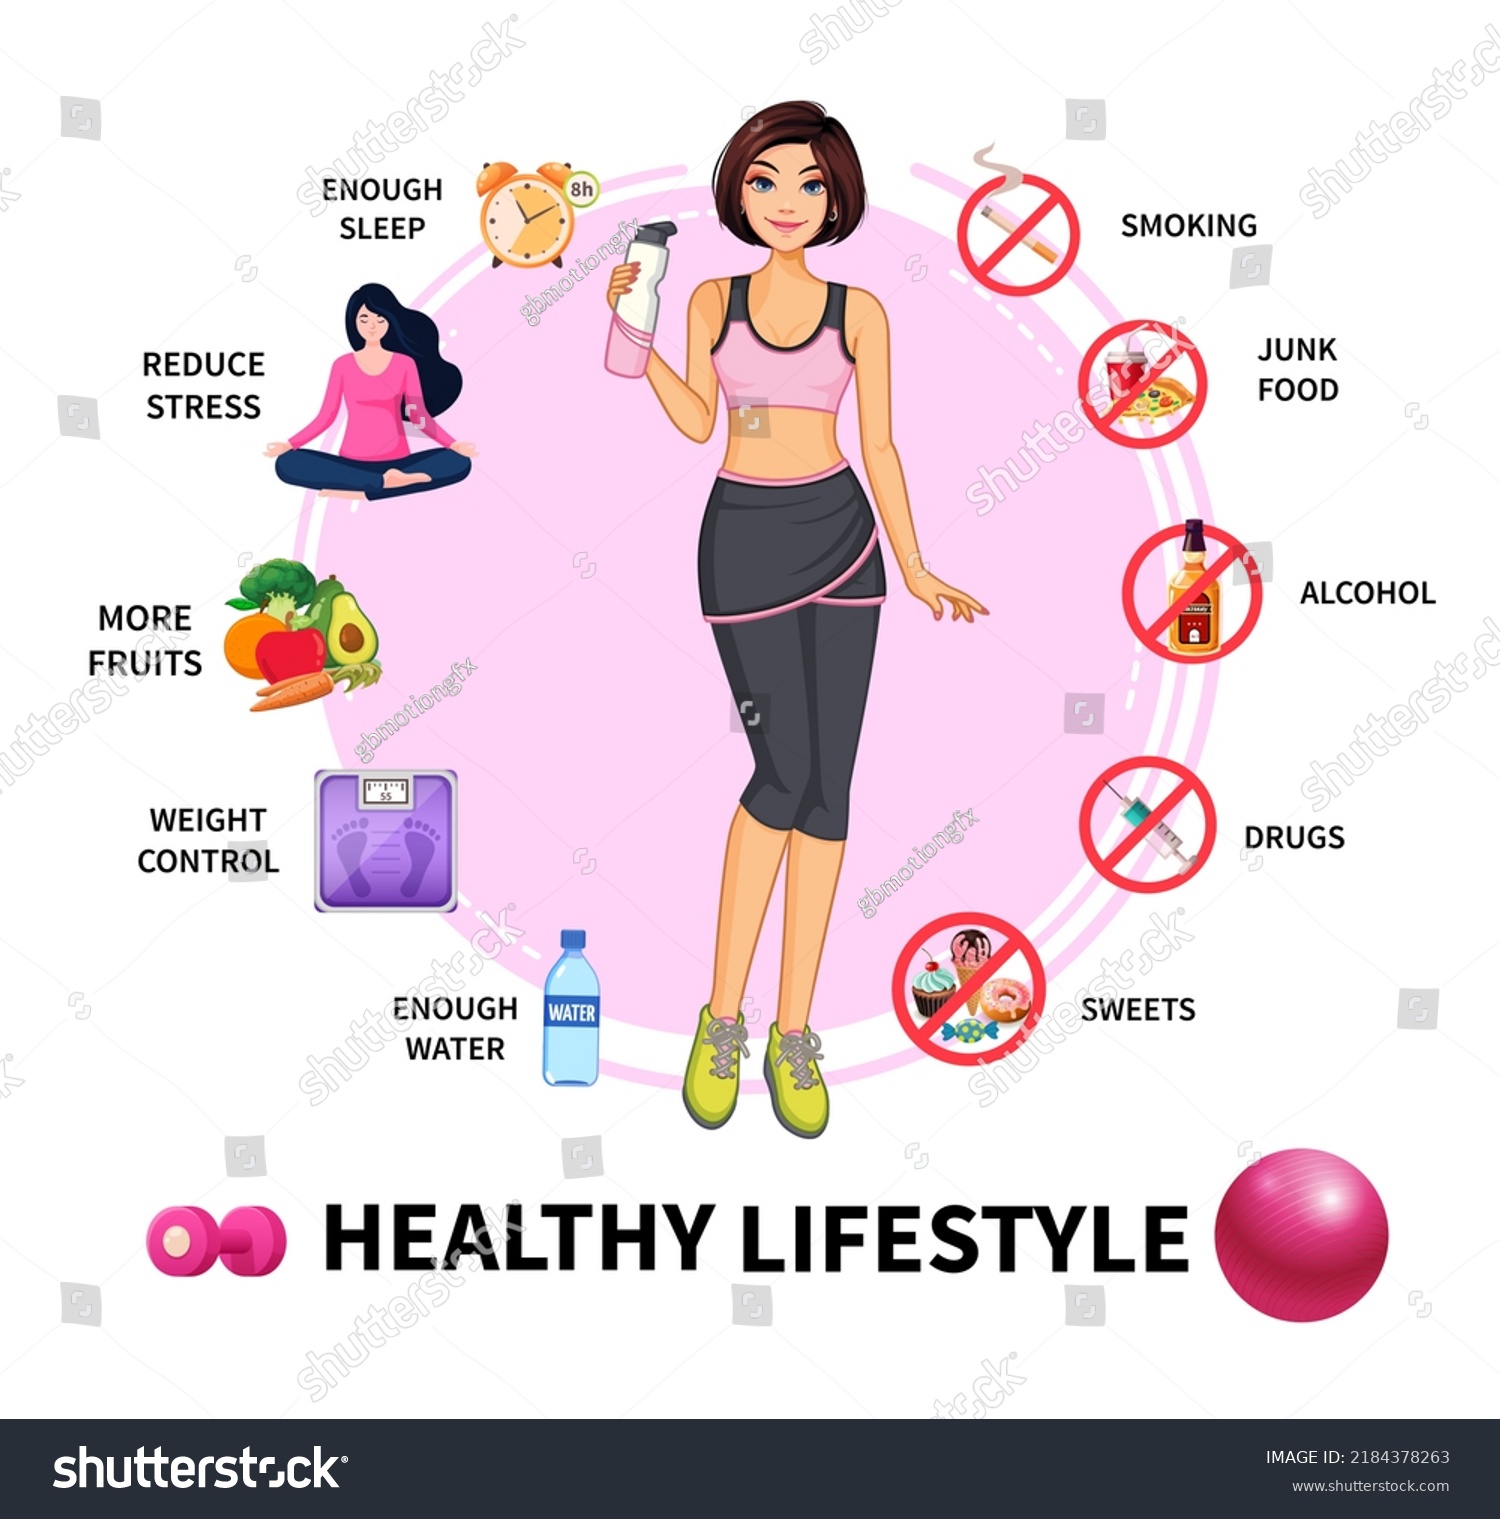 ENOUGH
SLEEP
8h
SMOKING
REDUCE
STRESS
JUNK
FOOD
MORE
FRUITS
ALCOHOL
WEIGHT
CONTROL
55
DRUGS
ENOUGH
WATER
WATER
SWEETS
HEALTHY LIFESTYLE
shutterstock
gbmotiongfx
shutterstock
IMAGE ID: 2184378263
www.shutterstock.com